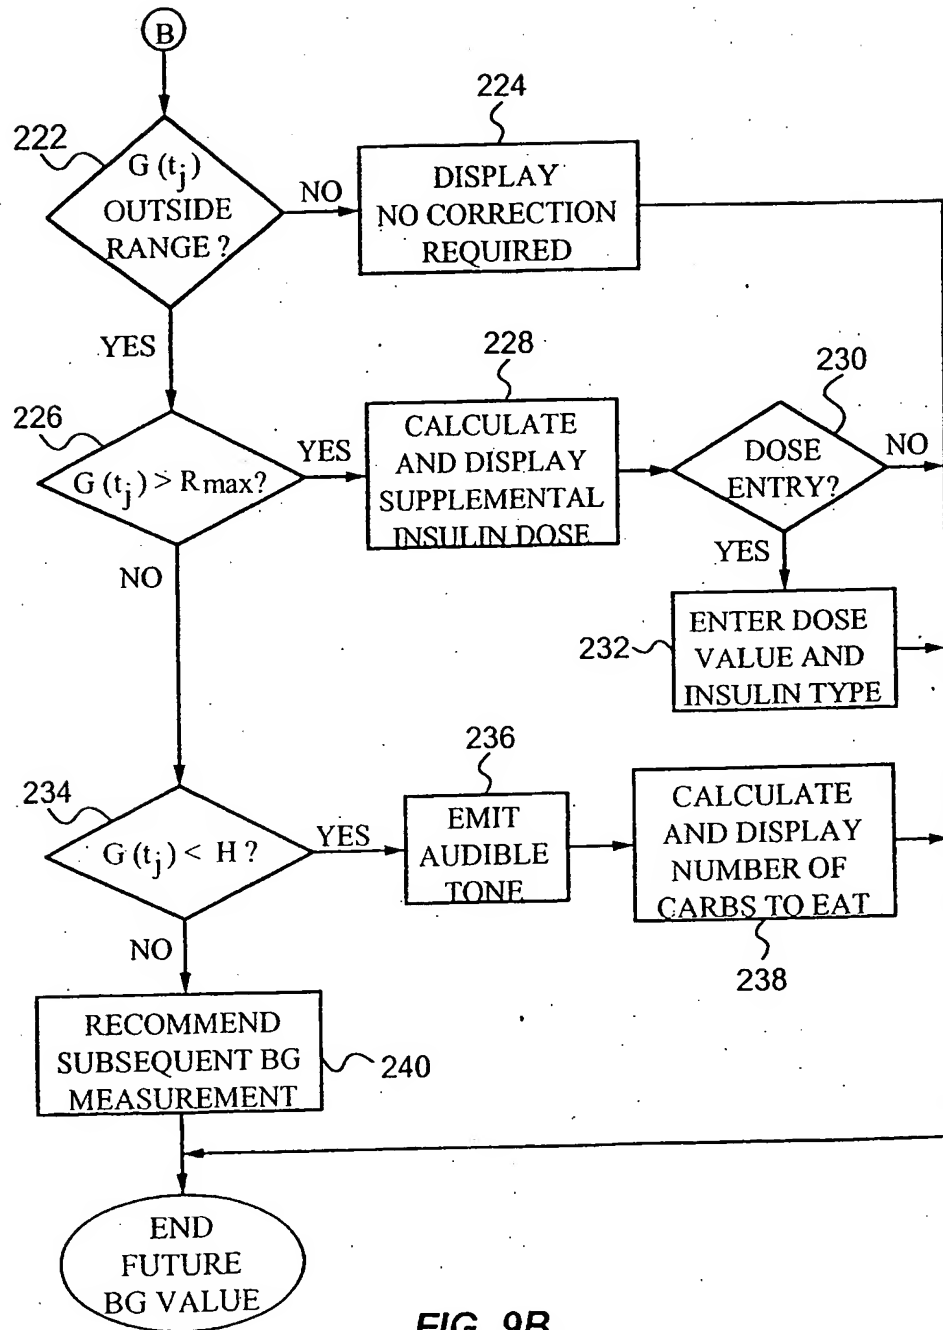 B
222
G (tj)
OUTSIDE
RANGE ?
NO
224
DISPLAY
NO CORRECTION
REQUIRED
YES
226
G (tj) > Rmax?
YES
228
CALCULATE
AND DISPLAY
SUPPLEMENTAL
INSULIN DOSE
230
DOSE
ENTRY?
NO
YES
232
ENTER DOSE
VALUE AND
INSULIN TYPE
NO
234
G (tj) < H ?
YES
236
EMIT
AUDIBLE
TONE
CALCULATE
AND DISPLAY
NUMBER OF
CARBS TO EAT
238
NO
RECOMMEND
SUBSEQUENT BG
MEASUREMENT
240
END
FUTURE
BG VALUE
FIG. 9B